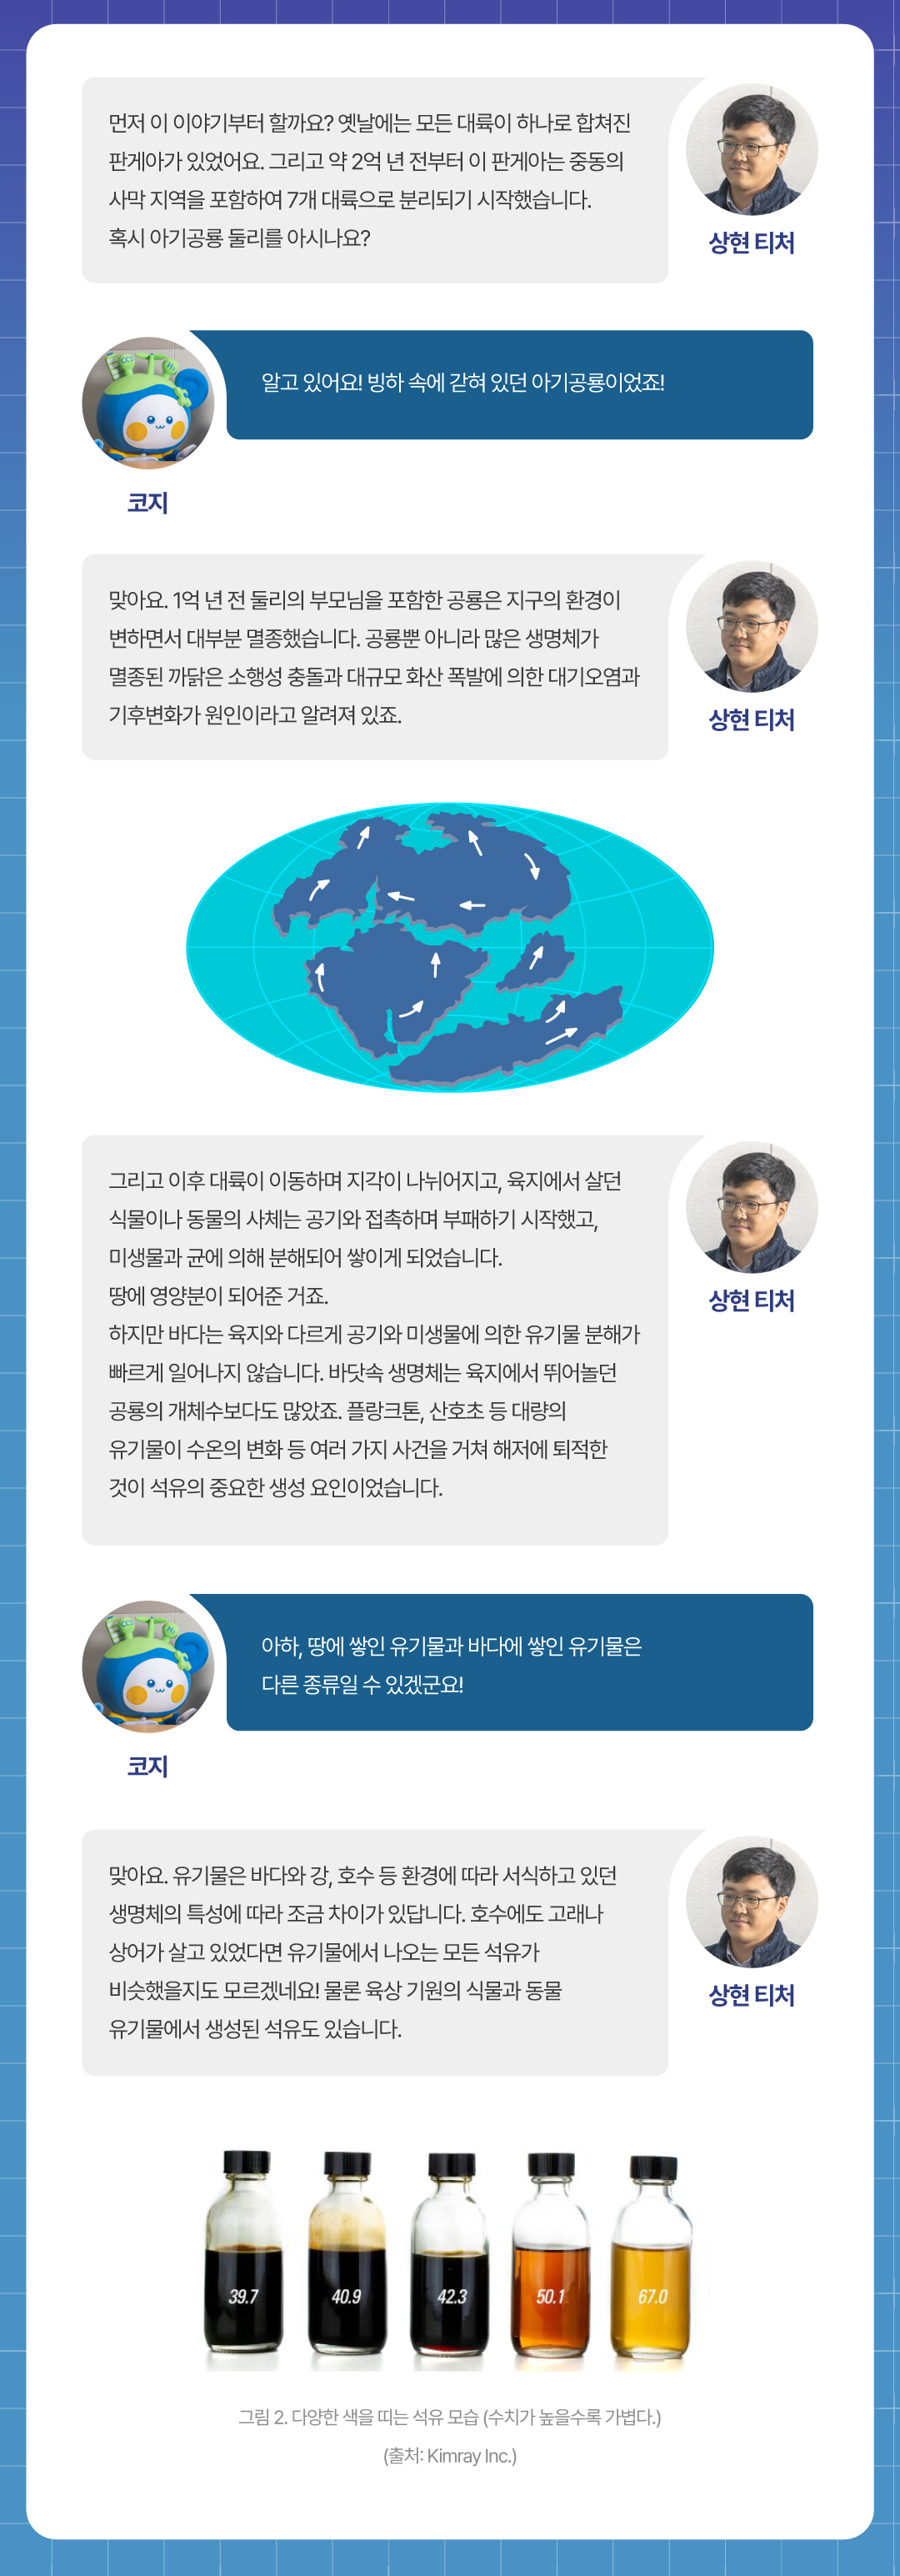 먼저 이 이야기부터 할까요? 옛날에는 모든 대륙이 하나로 합쳐진
판게아가 있었어요. 그리고 약 2억 년 전부터 이 판게아는 중동의
사막 지역을 포함하여 7개 대륙으로 분리되기 시작했습니다.
혹시 아기공룡 둘리를 아시나요?
상현 티처
알고 있어요! 빙하 속에 갇혀 있던 아기공룡이었죠!
코지
맞아요. 1억 년 전 둘리의 부모님을 포함한 공룡은 지구의 환경이
변하면서 대부분 멸종했습니다. 공룡뿐 아니라 많은 생명체가
멸종된 까닭은 소행성 충돌과 대규모 화산 폭발에 의한 대기오염과
기후변화가 원인이라고 알려져 있죠.
상현 티처
그리고 이후 대륙이 이동하며 지각이 나뉘어지고, 육지에서 살던
식물이나 동물의 사체는 공기와 접촉하며 부패하기 시작했고,
미생물과 균에 의해 분해되어 쌓이게 되었습니다.
땅에 영양분이 되어준 거죠.
하지만 바다는 육지와 다르게 공기와 미생물에 의한 유기물 분해가
빠르게 일어나지 않습니다. 바닷속 생명체는 육지에서 뛰어놀던
공룡의 개체수보다도 많았죠. 플랑크톤, 산호초 등 대량의
유기물이 수온의 변화 등 여러 가지 사건을 거쳐 해저에 퇴적한
것이 석유의 중요한 생성 요인이었습니다.
상현 티처
아하, 땅에 쌓인 유기물과 바다에 쌓인 유기물은
다른 종류일 수 있겠군요!
코지
맞아요. 유기물은 바다와 강, 호수 등 환경에 따라 서식하고 있던
생명체의 특성에 따라 조금 차이가 있답니다. 호수에도 고래나
상어가 살고 있었다면 유기물에서 나오는 모든 석유가
비슷했을지도 모르겠네요! 물론 육상 기원의 식물과 동물
유기물에서 생성된 석유도 있습니다.
상현 티처
39.7
40.9
42.3
50.1
67.0
그림 2. 다양한 색을 띠는 석유 모습 (수치가 높을수록 가볍다.)
(출처: Kimray Inc.)